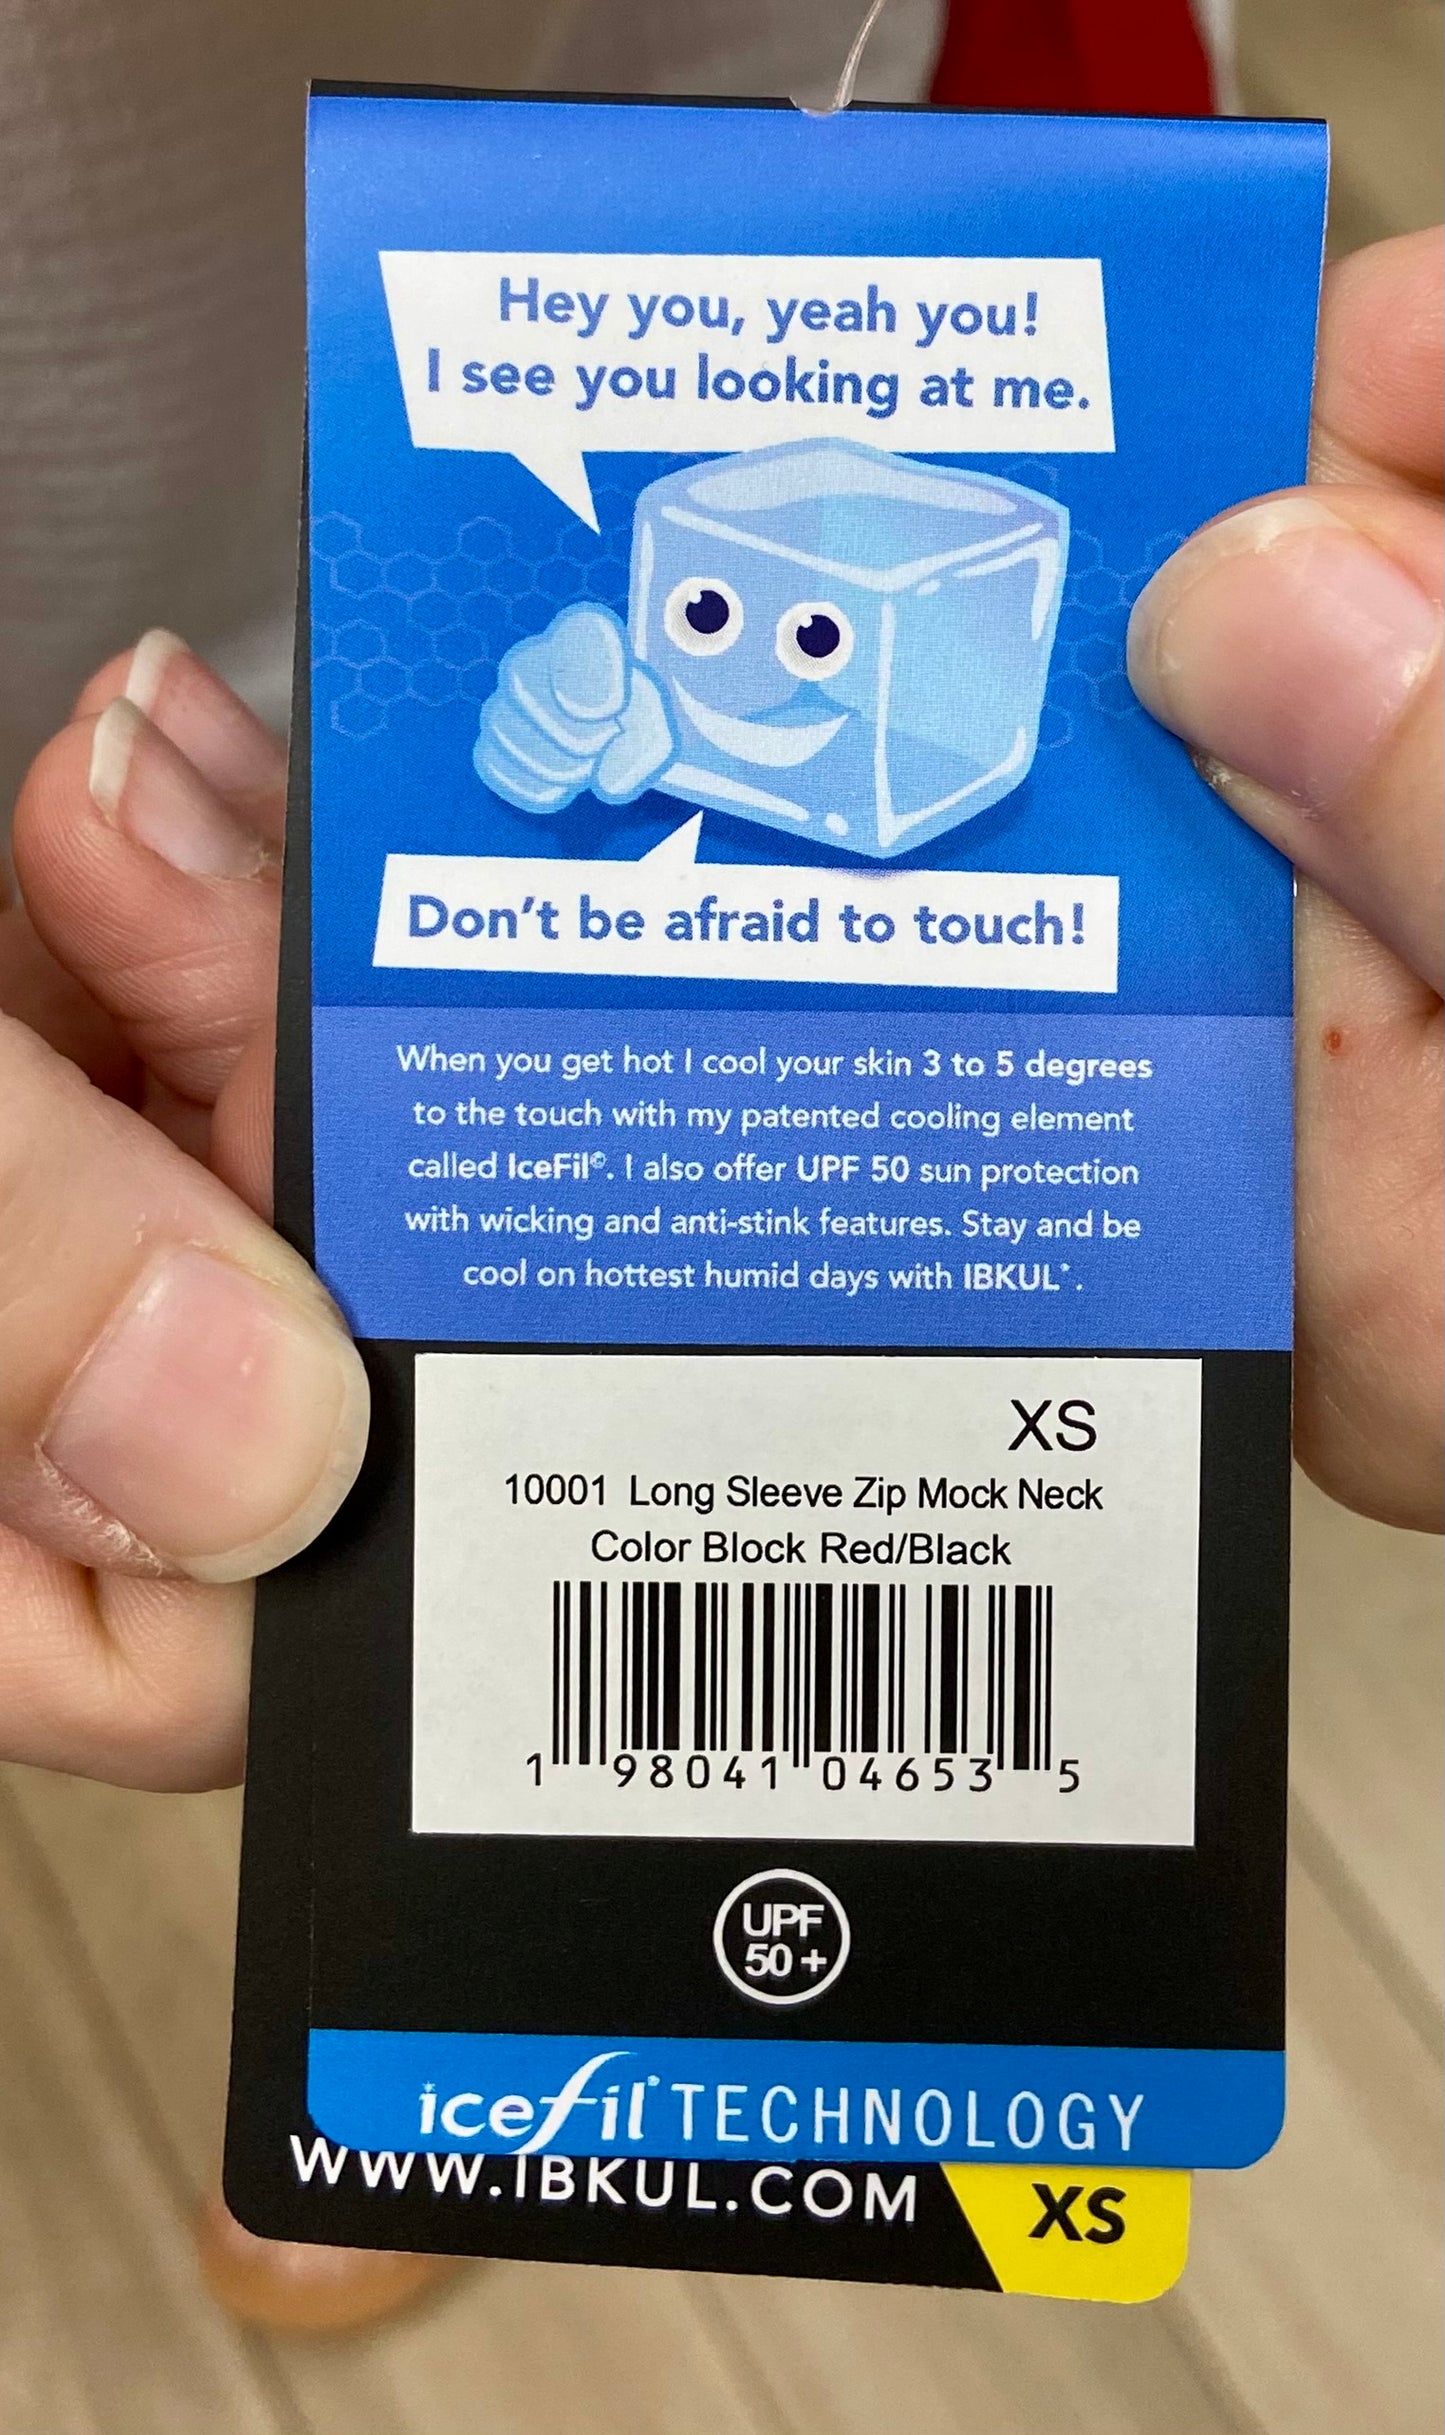 Hey you, yeah you!
I see you looking at me.
Don't be afraid to touch!
When you get hot I cool your skin 3 to 5 degrees
to the touch with my patented cooling element
called IceFil©. I also offer UPF 50 sun protection
with wicking and anti-stink features. Stay and be
cool on hottest humid days with IBKUL®.
XS
10001 Long Sleeve Zip Mock Neck
Color Block Red/Black
1 98041 04653 5
UPF
50+
icefil® TECHNOLOGY
WWW.IBKUL.COM
XS